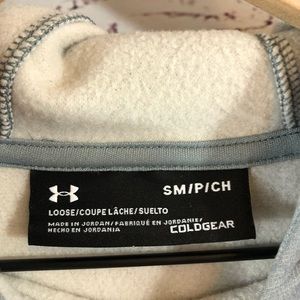 SM/P/CH
LOOSE/COUPE LÂCHE/SUELTO
MADE IN JORDAN/FABRIQUÉ EN JORDANIE/
HECHO EN JORDANIA
COLDGEAR